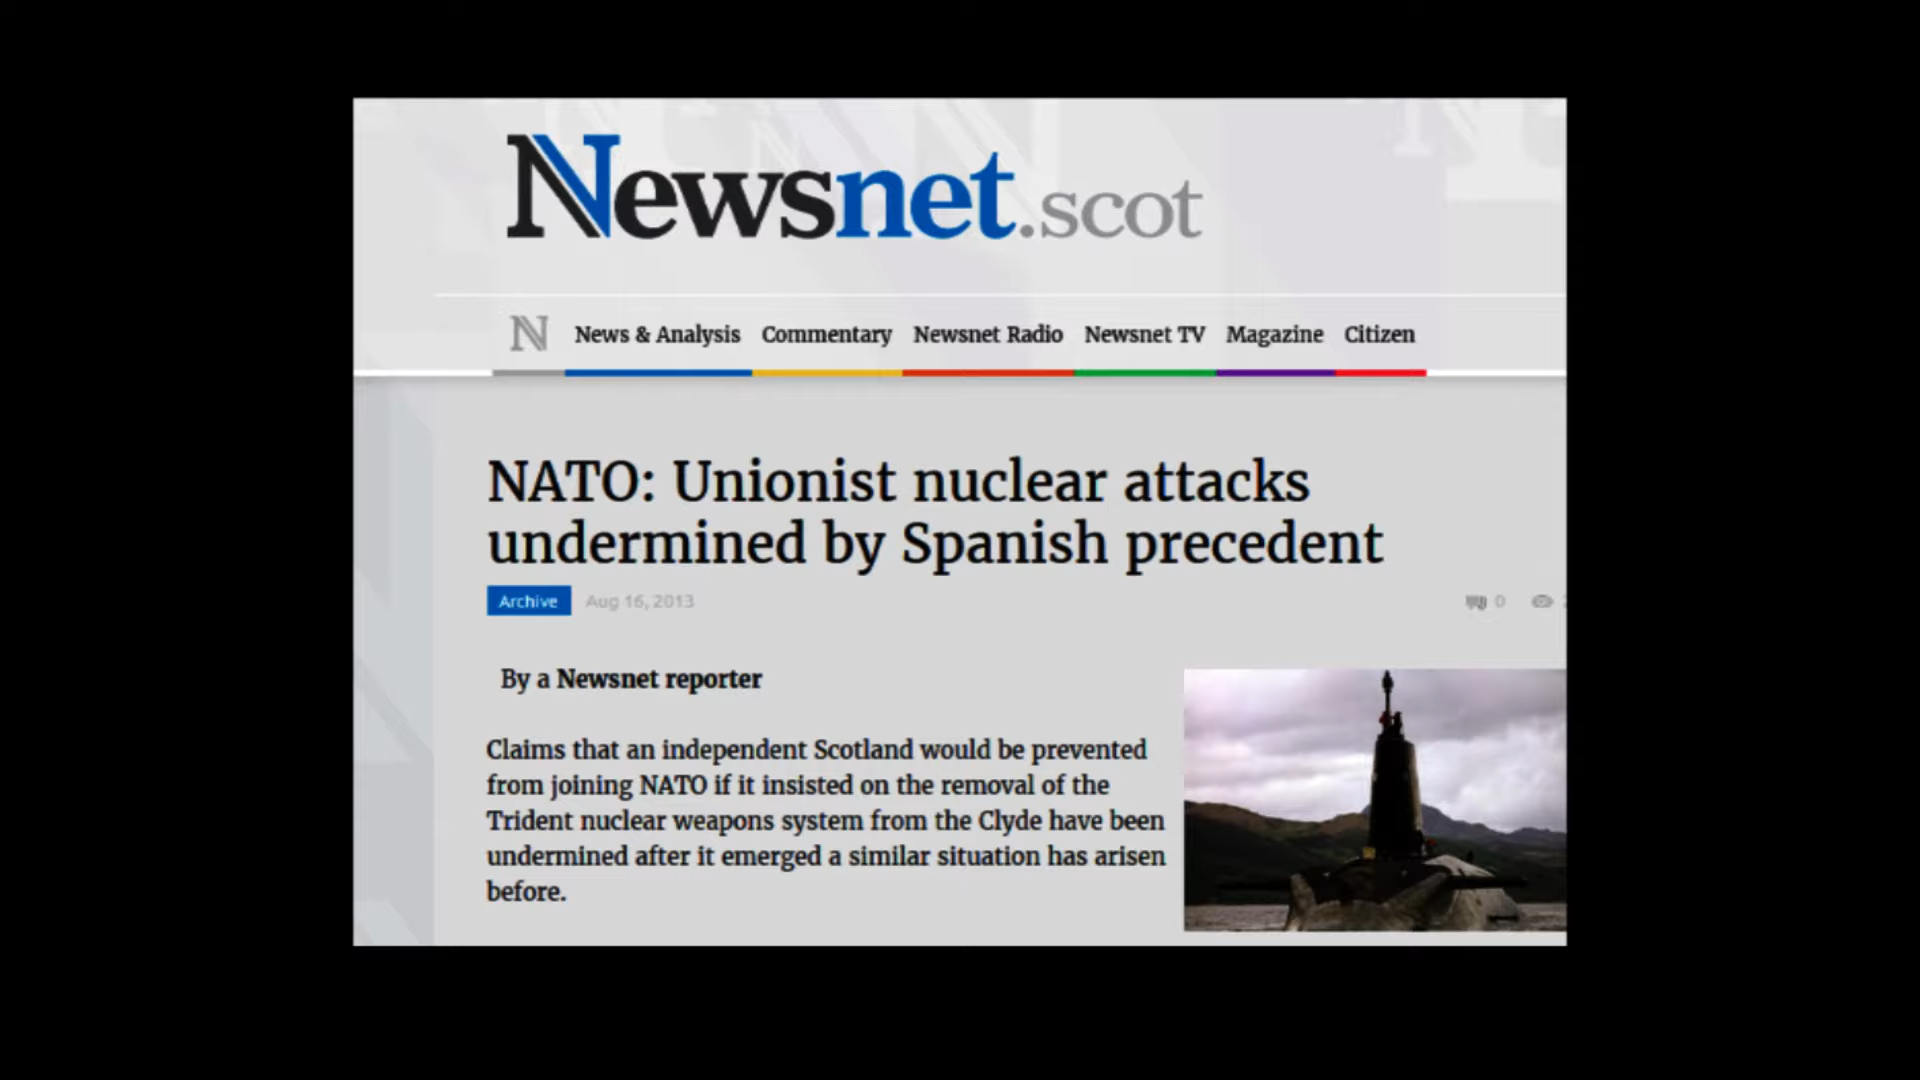 Newsnet.scot
N News & Analysis Commentary Newsnet Radio Newsnet TV Magazine Citizen
NATO: Unionist nuclear attacks
undermined by Spanish precedent
Archive Aug 16, 2013 0
By a Newsnet reporter
Claims that an independent Scotland would be prevented
from joining NATO if it insisted on the removal of the
Trident nuclear weapons system from the Clyde have been
undermined after it emerged a similar situation has arisen
before.